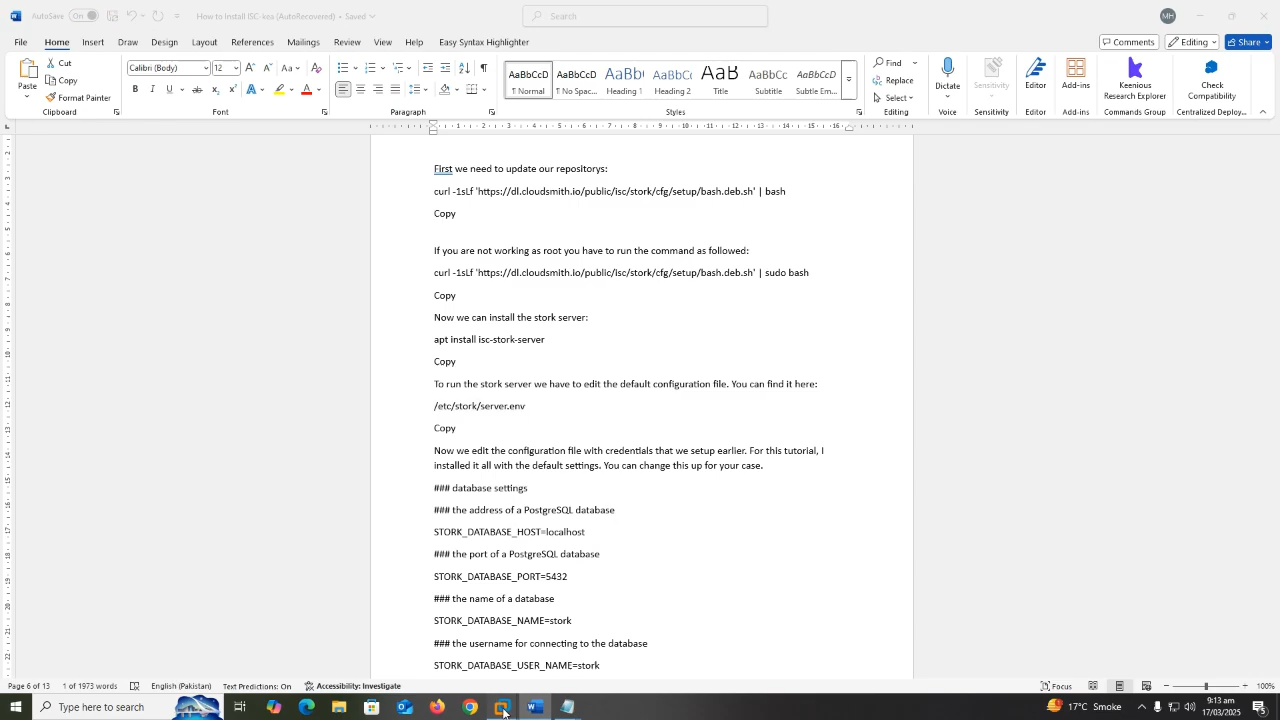 AutoSave On How to Install ISC-kea (AutoRecovered) • Saved Search MH
File Home Insert Draw Design Layout References Mailings Review View Help Easy Syntax Highlighter Comments Editing Share
Paste Cut Copy Format Painter Clipboard
Calibri (Body) 12 Font
Paragraph
AaBbCcD ¶ Normal
AaBbCcD ¶ No Spac...
AaBb( Heading 1
AaBbCc Heading 2
AaB Title
AaBbCc Subtitle
AaBbCcD Subtle Em...
Styles
Find Replace Select Editing
Dictate Voice
Sensitivity Sensitivity
Editor Editor
Add-ins Add-ins
Keenious Research Explorer Commands Group
Check Compatibility Centralized Deploy...
First we need to update our repositorys:
curl -1sLf 'https://dl.cloudsmith.io/public/isc/stork/cfg/setup/bash.deb.sh' | bash
Copy
If you are not working as root you have to run the command as followed:
curl -1sLf 'https://dl.cloudsmith.io/public/isc/stork/cfg/setup/bash.deb.sh' | sudo bash
Copy
Now we can install the stork server:
apt install isc-stork-server
Copy
To run the stork server we have to edit the default configuration file. You can find it here:
/etc/stork/server.env
Copy
Now we edit the configuration file with credentials that we setup earlier. For this tutorial, I
installed it all with the default settings. You can change this up for your case.
### database settings
### the address of a PostgreSQL database
STORK_DATABASE_HOST=localhost
### the port of a PostgreSQL database
STORK_DATABASE_PORT=5432
### the name of a database
STORK_DATABASE_NAME=stork
### the username for connecting to the database
STORK_DATABASE_USER_NAME=stork
Page 6 of 13 1 of 1973 words English (Pakistan) Text Predictions: On Accessibility: Investigate Focus 100%
Type here to search 17°C Smoke 9:13 am
17/03/2025